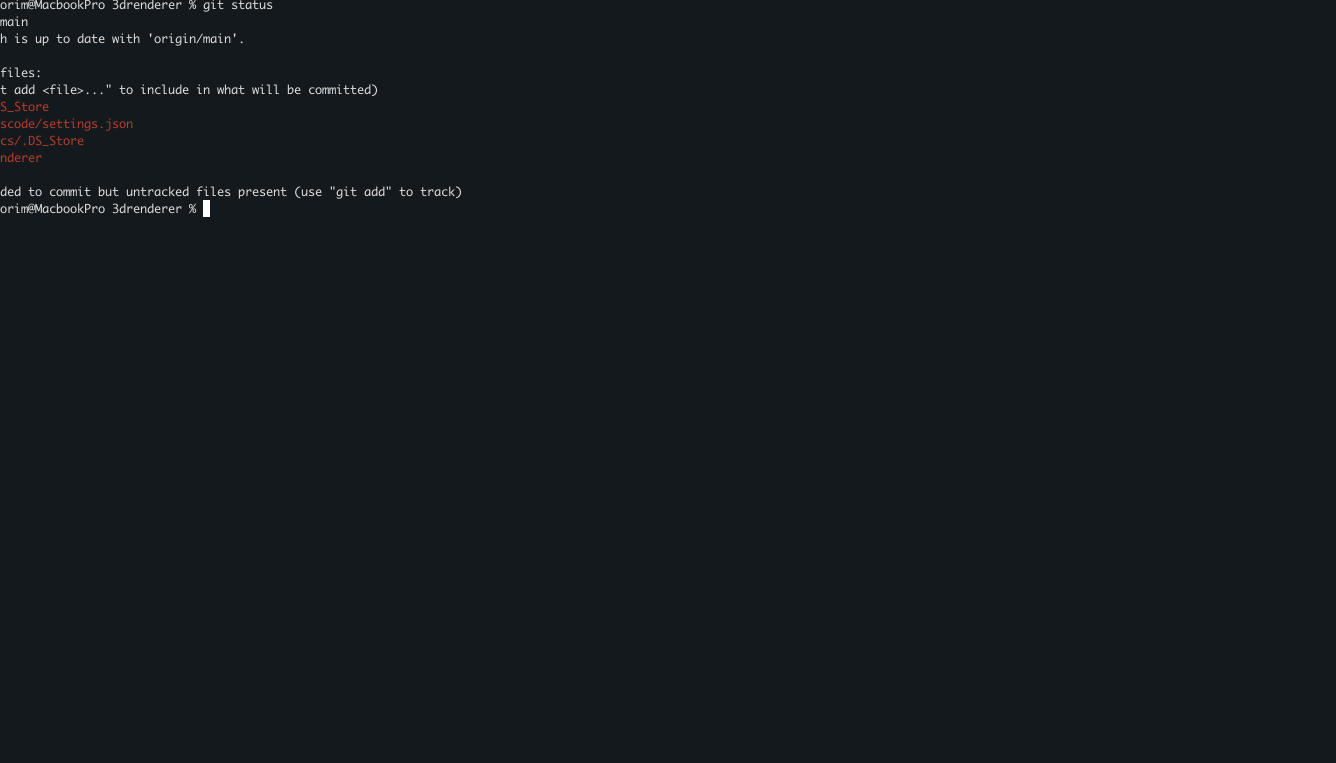 orim@MacbookPro 3drenderer % git status
main
h is up to date with 'origin/main'.
files:
t add <file>..." to include in what will be committed)
S_Store
scode/settings.json
cs/.DS_Store
nderer
ded to commit but untracked files present (use "git add" to track)
orim@MacbookPro 3drenderer %